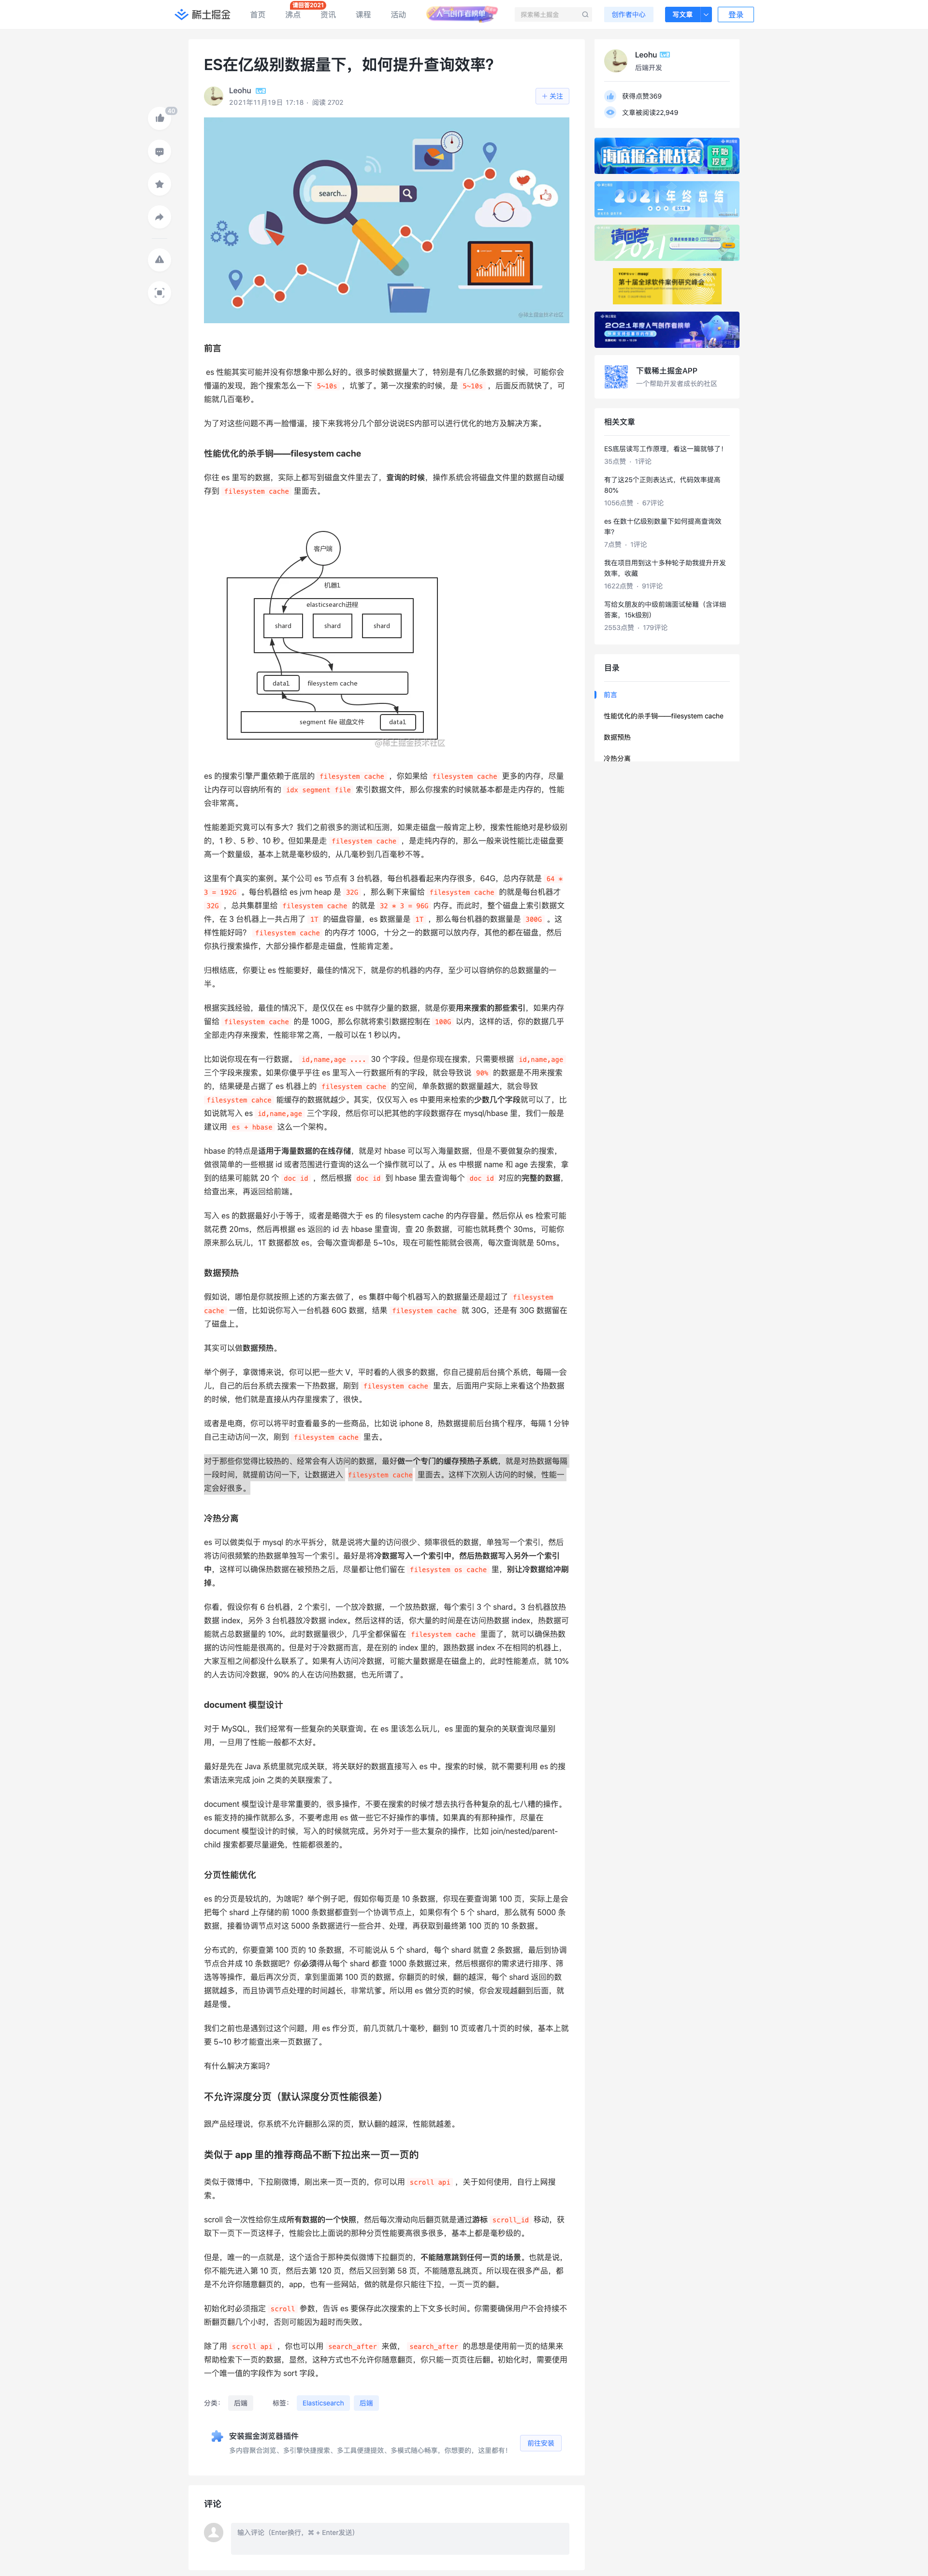 稀土掘金
首页
沸点
请回答2021
资讯
课程
活动
人气创作者榜单
探索稀土掘金
创作者中心
写文章
登录
ES在亿级别数据量下，如何提升查询效率?
Leohu
2021年11月19日 17:18 · 阅读 2702
+ 关注
40
search...
2021
@稀土掘金技术社区
前言
es 性能其实可能并没有你想象中那么好的。很多时候数据量大了，特别是有几亿条数据的时候，可能你会
懵逼的发现，跑个搜索怎么一下 5~10s ，坑爹了。第一次搜索的时候，是 5~10s ，后面反而就快了，可
能就几百毫秒。
为了对这些问题不再一脸懵逼，接下来我将分几个部分说说ES内部可以进行优化的地方及解决方案。
性能优化的杀手锏——filesystem cache
你往 es 里写的数据，实际上都写到磁盘文件里去了，查询的时候，操作系统会将磁盘文件里的数据自动缓
存到 filesystem cache 里面去。
客户端
机器1
elasticsearch进程
shard
shard
shard
data1
filesystem cache
segment file 磁盘文件
data1
@稀土掘金技术社区
es 的搜索引擎严重依赖于底层的 filesystem cache ，你如果给 filesystem cache 更多的内存，尽量
让内存可以容纳所有的 idx segment file 索引数据文件，那么你搜索的时候就基本都是走内存的，性能
会非常高。
性能差距究竟可以有多大？我们之前很多的测试和压测，如果走磁盘一般肯定上秒，搜索性能绝对是秒级别
的，1 秒、5 秒、10 秒。但如果是走 filesystem cache ，是走纯内存的，那么一般来说性能比走磁盘要
高一个数量级，基本上就是毫秒级的，从几毫秒到几百毫秒不等。
这里有个真实的案例。某个公司 es 节点有 3 台机器，每台机器看起来内存很多，64G，总内存就是 64 *
3 = 192G 。每台机器给 es jvm heap 是 32G ，那么剩下来留给 filesystem cache 的就是每台机器才
32G ，总共集群里给 filesystem cache 的就是 32 * 3 = 96G 内存。而此时，整个磁盘上索引数据文
件，在 3 台机器上一共占用了 1T 的磁盘容量，es 数据量是 1T ，那么每台机器的数据量是 300G 。这
样性能好吗？ filesystem cache 的内存才 100G，十分之一的数据可以放内存，其他的都在磁盘，然后
你执行搜索操作，大部分操作都是走磁盘，性能肯定差。
归根结底，你要让 es 性能要好，最佳的情况下，就是你的机器的内存，至少可以容纳你的总数据量的一
半。
根据实践经验，最佳的情况下，是仅仅在 es 中就存少量的数据，就是你要用来搜索的那些索引，如果内存
留给 filesystem cache 的是 100G，那么你就将索引数据控制在 100G 以内，这样的话，你的数据几乎
全部走内存来搜索，性能非常之高，一般可以在 1 秒以内。
比如说你现在有一行数据。 id,name,age .... 30 个字段。但是你现在搜索，只需要根据 id,name,age
三个字段来搜索。如果你傻乎乎往 es 里写入一行数据所有的字段，就会导致说 90% 的数据是不用来搜索
的，结果硬是占据了 es 机器上的 filesystem cache 的空间，单条数据的数据量越大，就会导致
filesystem cahce 能缓存的数据就越少。其实，仅仅写入 es 中要用来检索的少数几个字段就可以了，比
如说就写入 es id,name,age 三个字段，然后你可以把其他的字段数据存在 mysql/hbase 里，我们一般是
建议用 es + hbase 这么一个架构。
hbase 的特点是适用于海量数据的在线存储，就是对 hbase 可以写入海量数据，但是不要做复杂的搜索，
做很简单的一些根据 id 或者范围进行查询的这么一个操作就可以了。从 es 中根据 name 和 age 去搜索，拿
到的结果可能就 20 个 doc id ，然后根据 doc id 到 hbase 里去查询每个 doc id 对应的完整的数据，
给查出来，再返回给前端。
写入 es 的数据最好小于等于，或者是略微大于 es 的 filesystem cache 的内存容量。然后你从 es 检索可能
就花费 20ms，然后再根据 es 返回的 id 去 hbase 里查询，查 20 条数据，可能也就耗费个 30ms，可能你
原来那么玩儿，1T 数据都放 es，会每次查询都是 5~10s，现在可能性能就会很高，每次查询就是 50ms。
数据预热
假如说，哪怕是你就按照上述的方案去做了，es 集群中每个机器写入的数据量还是超过了 filesystem
cache 一倍，比如说你写入一台机器 60G 数据，结果 filesystem cache 就 30G，还是有 30G 数据留在
了磁盘上。
其实可以做数据预热。
举个例子，拿微博来说，你可以把一些大 V，平时看的人很多的数据，你自己提前后台搞个系统，每隔一会
儿，自己的后台系统去搜索一下热数据，刷到 filesystem cache 里去，后面用户实际上来看这个热数据
的时候，他们就是直接从内存里搜索了，很快。
或者是电商，你可以将平时查看最多的一些商品，比如说 iphone 8，热数据提前后台搞个程序，每隔 1 分钟
自己主动访问一次，刷到 filesystem cache 里去。
对于那些你觉得比较热的、经常会有人访问的数据，最好做一个专门的缓存预热子系统，就是对热数据每隔
一段时间，就提前访问一下，让数据进入 filesystem cache 里面去。这样下次别人访问的时候，性能一
定会好很多。
冷热分离
es 可以做类似于 mysql 的水平拆分，就是说将大量的访问很少、频率很低的数据，单独写一个索引，然后
将访问很频繁的热数据单独写一个索引。最好是将冷数据写入一个索引中，然后热数据写入另外一个索引
中，这样可以确保热数据在被预热之后，尽量都让他们留在 filesystem os cache 里，别让冷数据给冲刷
掉。
你看，假设你有 6 台机器，2 个索引，一个放冷数据，一个放热数据，每个索引 3 个 shard。3 台机器放热
数据 index，另外 3 台机器放冷数据 index。然后这样的话，你大量的时间是在访问热数据 index，热数据可
能就占总数据量的 10%，此时数据量很少，几乎全都保留在 filesystem cache 里面了，就可以确保热数
据的访问性能是很高的。但是对于冷数据而言，是在别的 index 里的，跟热数据 index 不在相同的机器上，
大家互相之间都没什么联系了。如果有人访问冷数据，可能大量数据是在磁盘上的，此时性能差点，就 10%
的人去访问冷数据，90% 的人在访问热数据，也无所谓了。
document 模型设计
对于 MySQL，我们经常有一些复杂的关联查询。在 es 里该怎么玩儿，es 里面的复杂的关联查询尽量别
用，一旦用了性能一般都不太好。
最好是先在 Java 系统里就完成关联，将关联好的数据直接写入 es 中。搜索的时候，就不需要利用 es 的搜
索语法来完成 join 之类的关联搜索了。
document 模型设计是非常重要的，很多操作，不要在搜索的时候才想去执行各种复杂的乱七八糟的操作。
es 能支持的操作就那么多，不要考虑用 es 做一些它不好操作的事情。如果真的有那种操作，尽量在
document 模型设计的时候，写入的时候就完成。另外对于一些太复杂的操作，比如 join/nested/parent-
child 搜索都要尽量避免，性能都很差的。
分页性能优化
es 的分页是较坑的，为啥呢？举个例子吧，假如你每页是 10 条数据，你现在要查询第 100 页，实际上是会
把每个 shard 上存储的前 1000 条数据都查到一个协调节点上，如果你有个 5 个 shard，那么就有 5000 条
数据，接着协调节点对这 5000 条数据进行一些合并、处理，再获取到最终第 100 页的 10 条数据。
分布式的，你要查第 100 页的 10 条数据，不可能说从 5 个 shard，每个 shard 就查 2 条数据，最后到协调
节点合并成 10 条数据吧？你必须得从每个 shard 都查 1000 条数据过来，然后根据你的需求进行排序、筛
选等等操作，最后再次分页，拿到里面第 100 页的数据。你翻页的时候，翻的越深，每个 shard 返回的数
据就越多，而且协调节点处理的时间越长，非常坑爹。所以用 es 做分页的时候，你会发现越翻到后面，就
越是慢。
我们之前也是遇到过这个问题，用 es 作分页，前几页就几十毫秒，翻到 10 页或者几十页的时候，基本上就
要 5~10 秒才能查出来一页数据了。
有什么解决方案吗？
不允许深度分页（默认深度分页性能很差）
跟产品经理说，你系统不允许翻那么深的页，默认翻的越深，性能就越差。
类似于 app 里的推荐商品不断下拉出来一页一页的
类似于微博中，下拉刷微博，刷出来一页一页的，你可以用 scroll api ，关于如何使用，自行上网搜
索。
scroll 会一次性给你生成所有数据的一个快照，然后每次滑动向后翻页就是通过游标 scroll_id 移动，获
取下一页下一页这样子，性能会比上面说的那种分页性能要高很多很多，基本上都是毫秒级的。
但是，唯一的一点就是，这个适合于那种类似微博下拉翻页的，不能随意跳到任何一页的场景。也就是说，
你不能先进入第 10 页，然后去第 120 页，然后又回到第 58 页，不能随意乱跳页。所以现在很多产品，都
是不允许你随意翻页的，app，也有一些网站，做的就是你只能往下拉，一页一页的翻。
初始化时必须指定 scroll 参数，告诉 es 要保存此次搜索的上下文多长时间。你需要确保用户不会持续不
断翻页翻几个小时，否则可能因为超时而失败。
除了用 scroll api ，你也可以用 search_after 来做， search_after 的思想是使用前一页的结果来
帮助检索下一页的数据，显然，这种方式也不允许你随意翻页，你只能一页页往后翻。初始化时，需要使用
一个唯一值的字段作为 sort 字段。
分类：
后端
标签：
Elasticsearch
后端
安装掘金浏览器插件
多内容聚合浏览、多引擎快捷搜索、多工具便捷提效、多模式随心畅享，你想要的，这里都有！
前往安装
评论
输入评论（Enter换行，⌘ + Enter发送）
Leohu
后端开发
获得点赞369
文章被阅读22,949
海底掘金挑战赛
开始挖矿
2021年终总结
请回答
2021
第十届全球软件案例研究峰会
2021年度人气创作者榜单
下载稀土掘金APP
一个帮助开发者成长的社区
相关文章
ES底层读写工作原理，看这一篇就够了！
35点赞 · 1评论
有了这25个正则表达式，代码效率提高
80%
1056点赞 · 67评论
es 在数十亿级别数量下如何提高查询效
率？
7点赞 · 1评论
我在项目用到这十多种轮子助我提升开发
效率，收藏
1622点赞 · 91评论
写给女朋友的中级前端面试秘籍（含详细
答案，15k级别）
2553点赞 · 179评论
目录
前言
性能优化的杀手锏——filesystem cache
数据预热
冷热分离